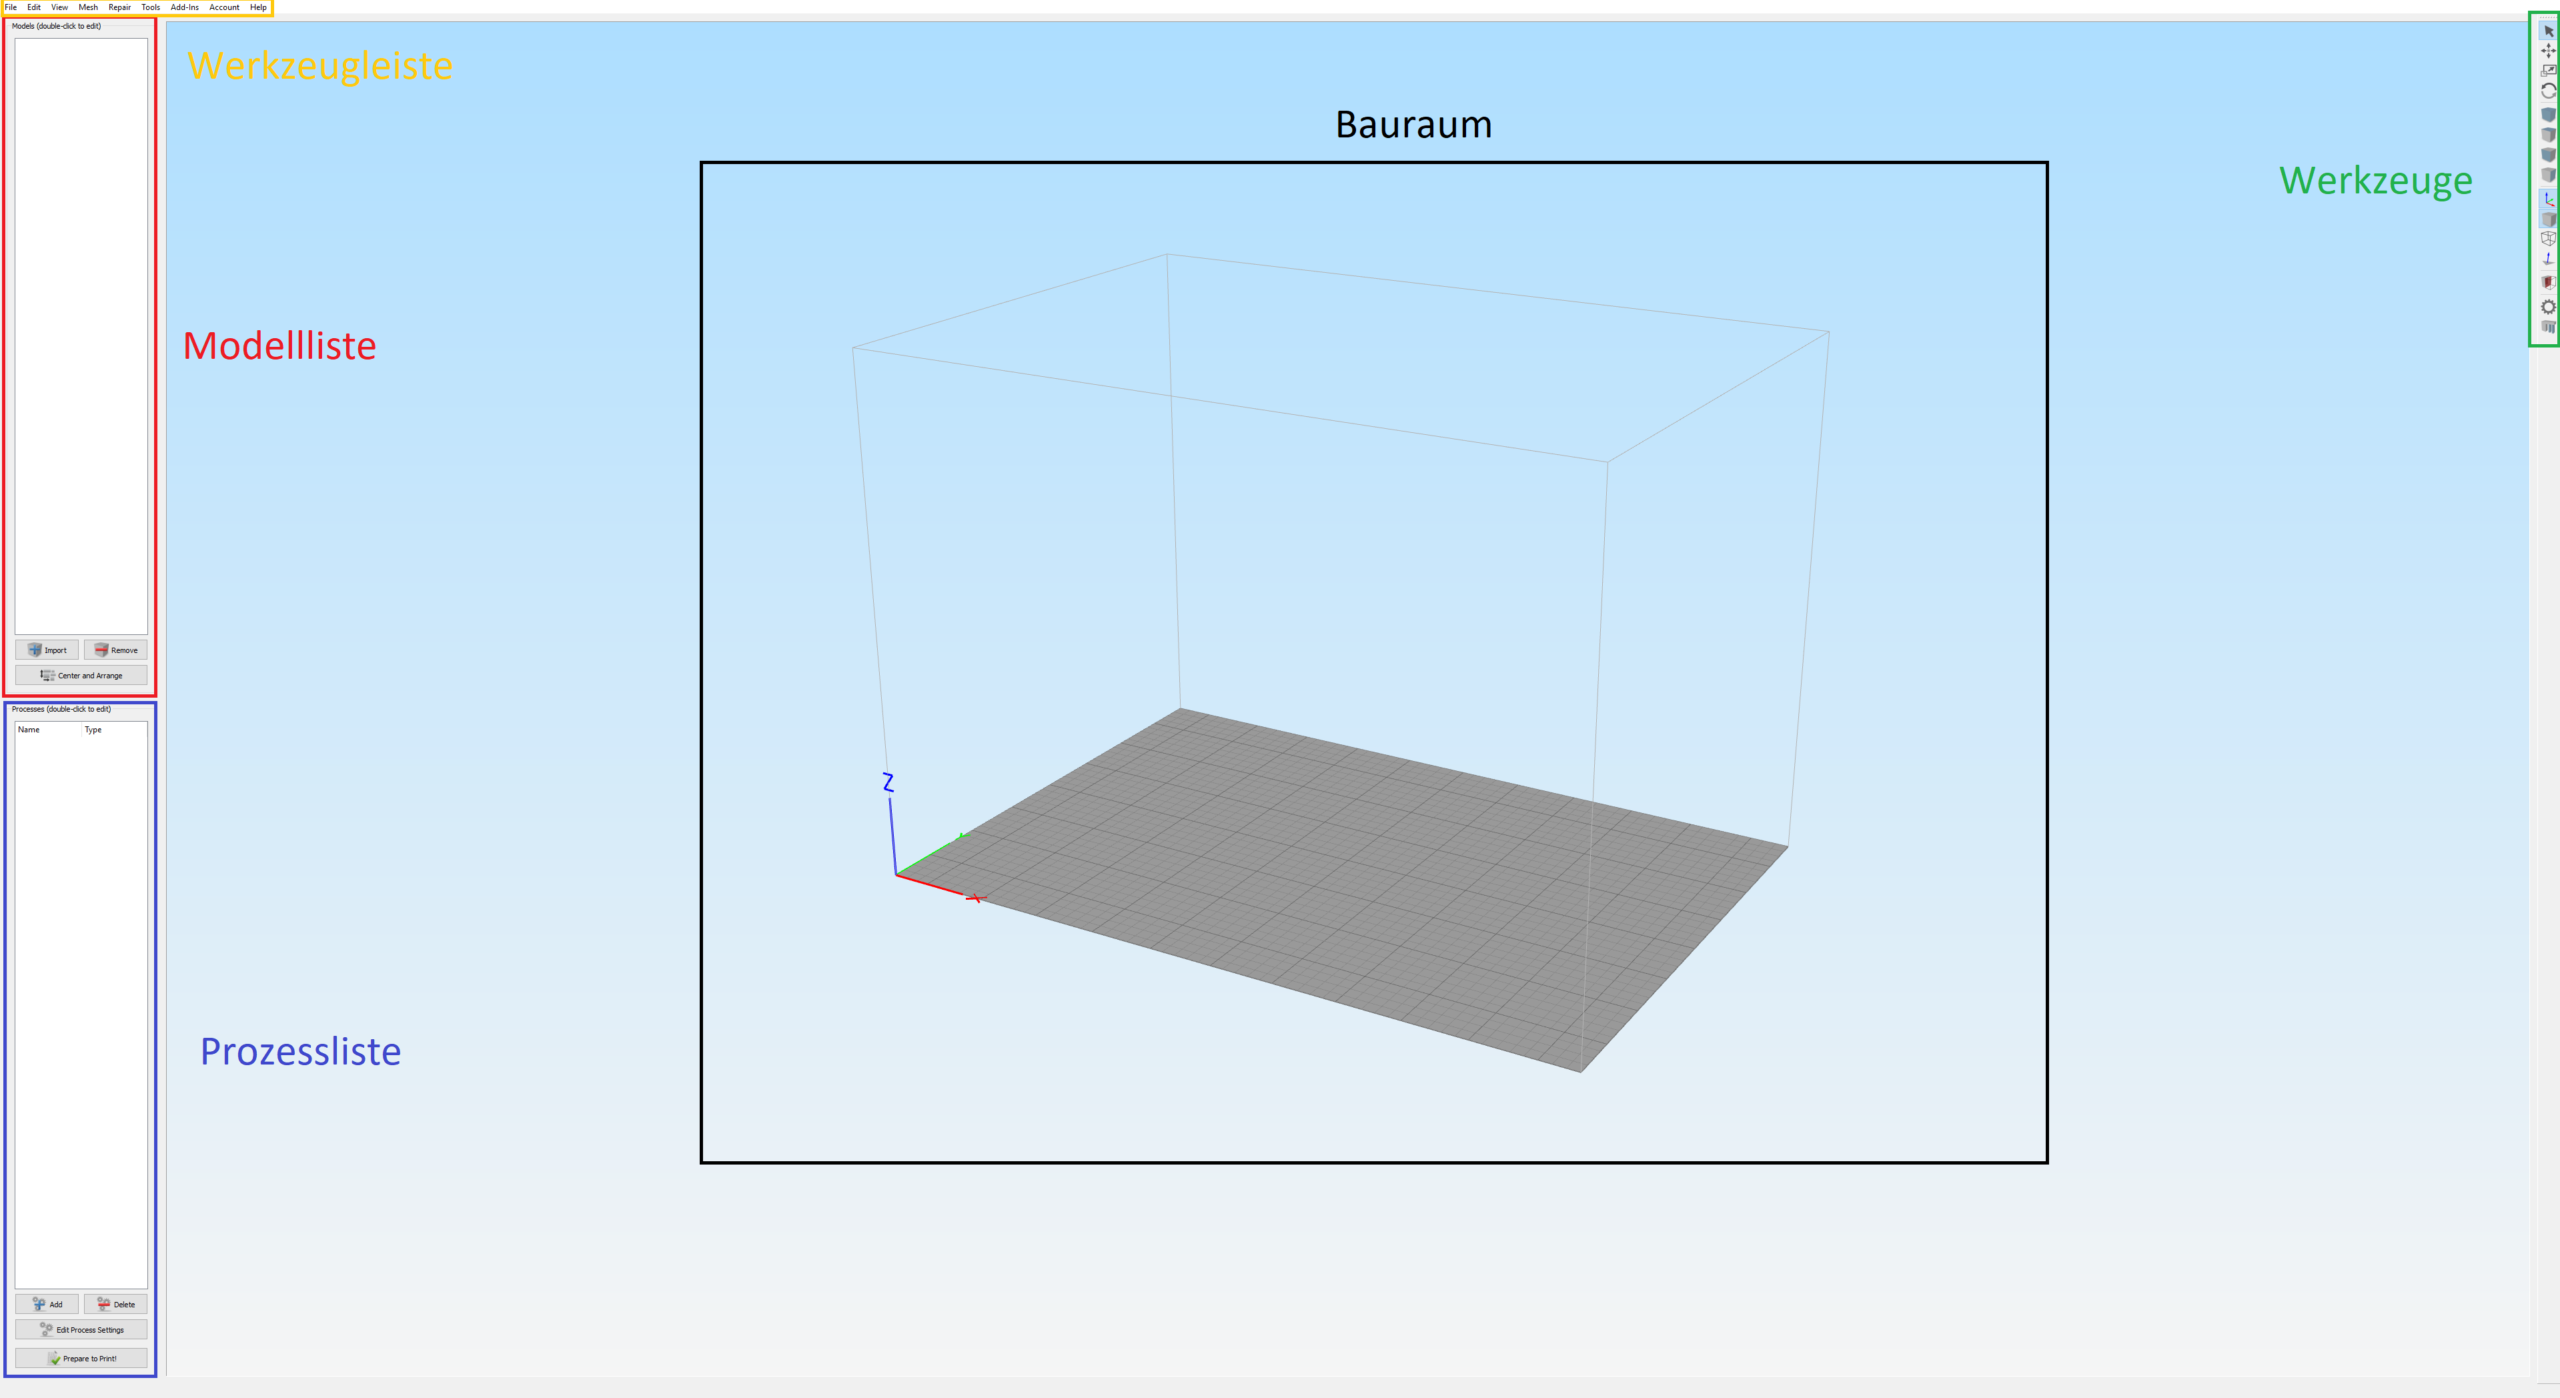 File Edit View Mesh Repair Tools Add-Ins Account Help
Models (double-click to edit)
Werkzeugleiste
Bauraum
Werkzeuge
Modellliste
Import Remove
Center and Arrange
Processes (double-click to edit)
Name Type
Z
Y
X
Prozessliste
Add Delete
Edit Process Settings
Prepare to Print!